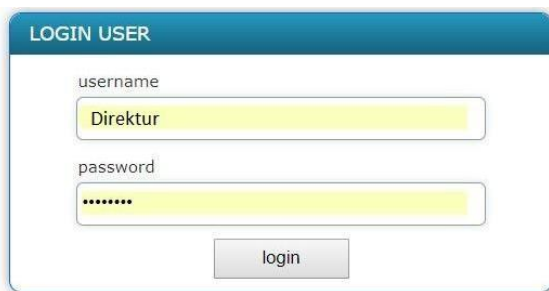 LOGIN USER
username
Direktur
password
••••••••
login